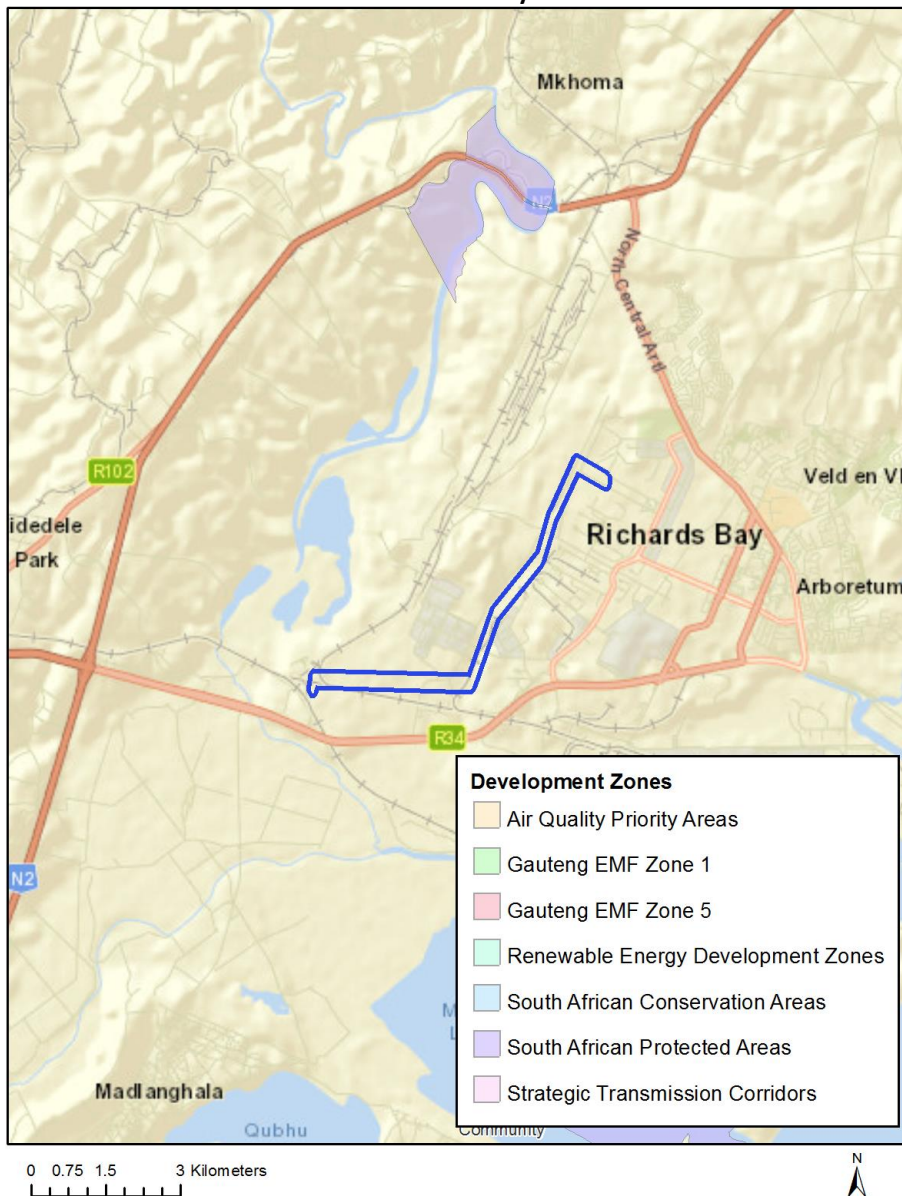 Mkhoma
N2
North Central Artl
R102
Veld en Vl
idedele
Park
Richards Bay
Arboretum
R34
N2
Development Zones
Air Quality Priority Areas
Gauteng EMF Zone 1
Gauteng EMF Zone 5
Renewable Energy Development Zones
South African Conservation Areas
South African Protected Areas
Strategic Transmission Corridors
Madlanghala
Qubhu
Community
0 0.75 1.5 3 Kilometers
N